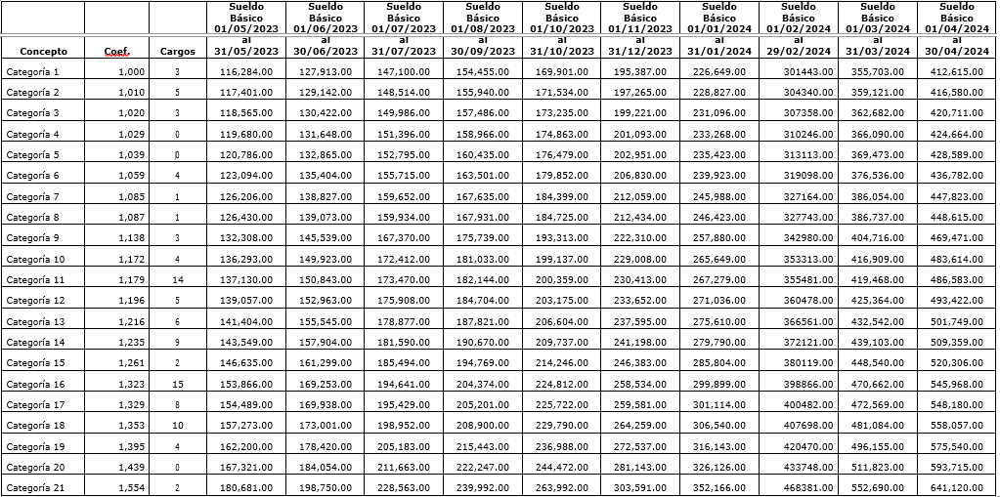 Sueldo Sueldo Sueldo Sueldo Sueldo Sueldo Sueldo Sueldo Sueldo Sueldo
Básico Básico Básico Básico Básico Básico Básico Básico Básico Básico
01/05/2023 01/06/2023 01/07/2023 01/08/2023 01/10/2023 01/11/2023 01/01/2024 01/02/2024 01/03/2024 01/04/2024
al al al al al al al al al al
Concepto Coef. Cargos 31/05/2023 30/06/2023 31/07/2023 30/09/2023 31/10/2023 31/12/2023 31/01/2024 29/02/2024 31/03/2024 30/04/2024
Categoría 1 1,000 3 116,284.00 127,913.00 147,100.00 154,455.00 169,901.00 195,387.00 226,649.00 301443.00 355,703.00 412,615.00
Categoría 2 1,010 5 117,401.00 129,142.00 148,514.00 155,940.00 171,534.00 197,265.00 228,827.00 304340.00 359,121.00 416,580.00
Categoría 3 1,020 3 118,565.00 130,422.00 149,986.00 157,486.00 173,235.00 199,221.00 231,096.00 307358.00 362,682.00 420,711.00
Categoría 4 1,029 0 119,680.00 131,648.00 151,396.00 158,966.00 174,863.00 201,093.00 233,268.00 310246.00 366,090.00 424,664.00
Categoría 5 1,039 0 120,786.00 132,865.00 152,795.00 160,435.00 176,479.00 202,951.00 235,423.00 313113.00 369,473.00 428,589.00
Categoría 6 1,059 4 123,094.00 135,404.00 155,715.00 163,501.00 179,852.00 206,830.00 239,923.00 319098.00 376,536.00 436,782.00
Categoría 7 1,085 1 126,206.00 138,827.00 159,652.00 167,635.00 184,399.00 212,059.00 245,988.00 327164.00 386,054.00 447,823.00
Categoría 8 1,087 1 126,430.00 139,073.00 159,934.00 167,931.00 184,725.00 212,434.00 246,423.00 327743.00 386,737.00 448,615.00
Categoría 9 1,138 3 132,308.00 145,539.00 167,370.00 175,739.00 193,313.00 222,310.00 257,880.00 342980.00 404,716.00 469,471.00
Categoría 10 1,172 4 136,293.00 149,923.00 172,412.00 181,033.00 199,137.00 229,008.00 265,649.00 353313.00 416,909.00 483,614.00
Categoría 11 1,179 14 137,130.00 150,843.00 173,470.00 182,144.00 200,359.00 230,413.00 267,279.00 355481.00 419,468.00 486,583.00
Categoría 12 1,196 5 139,057.00 152,963.00 175,908.00 184,704.00 203,175.00 233,652.00 271,036.00 360478.00 425,364.00 493,422.00
Categoría 13 1,216 6 141,404.00 155,545.00 178,877.00 187,821.00 206,604.00 237,595.00 275,610.00 366561.00 432,542.00 501,749.00
Categoría 14 1,235 9 143,549.00 157,904.00 181,590.00 190,670.00 209,737.00 241,198.00 279,790.00 372121.00 439,103.00 509,359.00
Categoría 15 1,261 2 146,635.00 161,299.00 185,494.00 194,769.00 214,246.00 246,383.00 285,804.00 380119.00 448,540.00 520,306.00
Categoría 16 1,323 15 153,866.00 169,253.00 194,641.00 204,374.00 224,812.00 258,534.00 299,899.00 398866.00 470,662.00 545,968.00
Categoría 17 1,329 8 154,489.00 169,938.00 195,429.00 205,201.00 225,722.00 259,581.00 301,114.00 400482.00 472,569.00 548,180.00
Categoría 18 1,353 10 157,273.00 173,001.00 198,952.00 208,900.00 229,790.00 264,259.00 306,540.00 407698.00 481,084.00 558,057.00
Categoría 19 1,395 4 162,200.00 178,420.00 205,183.00 215,443.00 236,988.00 272,537.00 316,143.00 420470.00 496,155.00 575,540.00
Categoría 20 1,439 0 167,321.00 184,054.00 211,663.00 222,247.00 244,472.00 281,143.00 326,126.00 433748.00 511,823.00 593,715.00
Categoría 21 1,554 2 180,681.00 198,750.00 228,563.00 239,992.00 263,992.00 303,591.00 352,166.00 468381.00 552,690.00 641,120.00